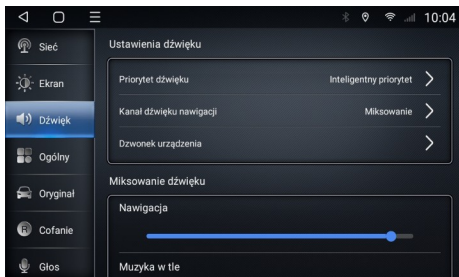 10:04
Sieć
Ekran
Dźwięk
Ogólny
Oryginał
R Cofanie
Głos
Ustawienia dźwięku
Priorytet dźwięku Inteligentny priorytet
Kanał dźwięku nawigacji Miksowanie
Dzwonek urządzenia
Miksowanie dźwięku
Nawigacja
Muzyka w tle